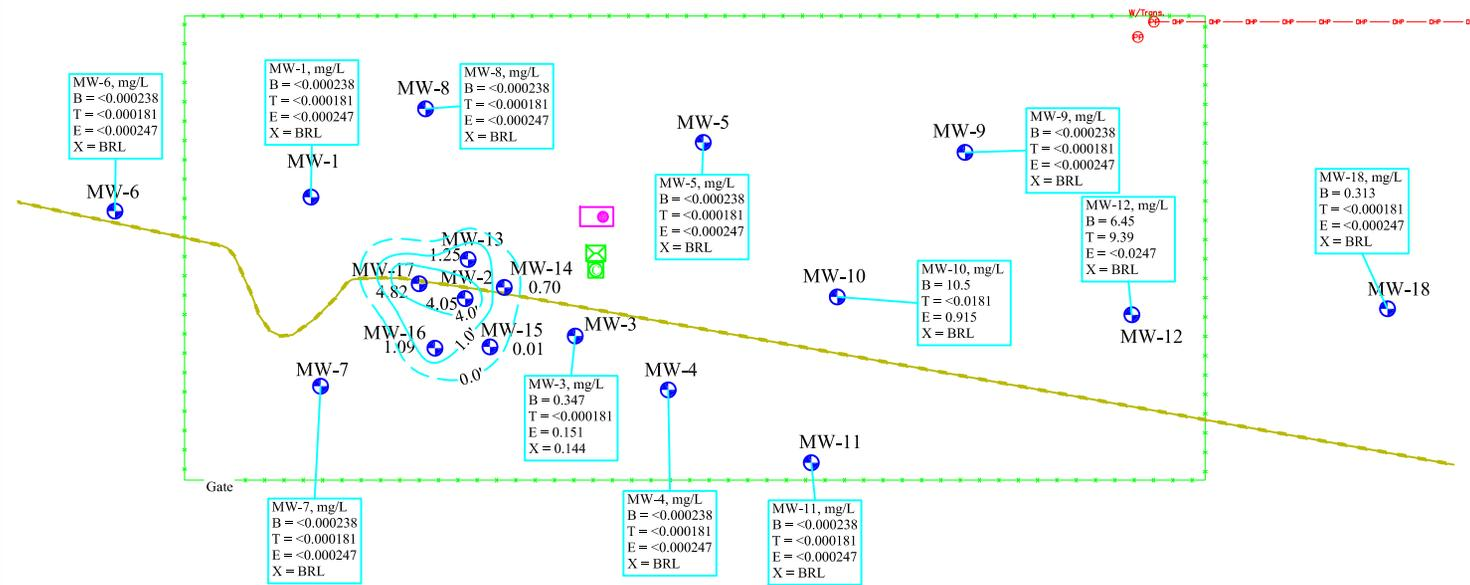 W/Trans.
PP
OHP OHP OHP OHP OHP OHP OHP
PP
MW-6, mg/L
B = <0.000238
T = <0.000181
E = <0.000247
X = BRL
MW-6
MW-1, mg/L
B = <0.000238
T = <0.000181
E = <0.000247
X = BRL
MW-1
MW-8
MW-8, mg/L
B = <0.000238
T = <0.000181
E = <0.000247
X = BRL
MW-5
MW-5, mg/L
B = <0.000238
T = <0.000181
E = <0.000247
X = BRL
MW-9
MW-9, mg/L
B = <0.000238
T = <0.000181
E = <0.000247
X = BRL
MW-12, mg/L
B = 6.45
T = 9.39
E = <0.0247
X = BRL
MW-12
MW-18, mg/L
B = 0.313
T = <0.000181
E = <0.000247
X = BRL
MW-18
MW-10
MW-10, mg/L
B = 10.5
T = <0.0181
E = 0.915
X = BRL
MW-13
1.25
MW-17
4.82
MW-2
4.05
4.0'
MW-14
0.70
MW-16
1.09
1.0'
MW-15
0.01
0.0'
MW-3
MW-3, mg/L
B = 0.347
T = <0.000181
E = 0.151
X = 0.144
MW-7
MW-4
MW-11
Gate
MW-7, mg/L
B = <0.000238
T = <0.000181
E = <0.000247
X = BRL
MW-4, mg/L
B = <0.000238
T = <0.000181
E = <0.000247
X = BRL
MW-11, mg/L
B = <0.000238
T = <0.000181
E = <0.000247
X = BRL